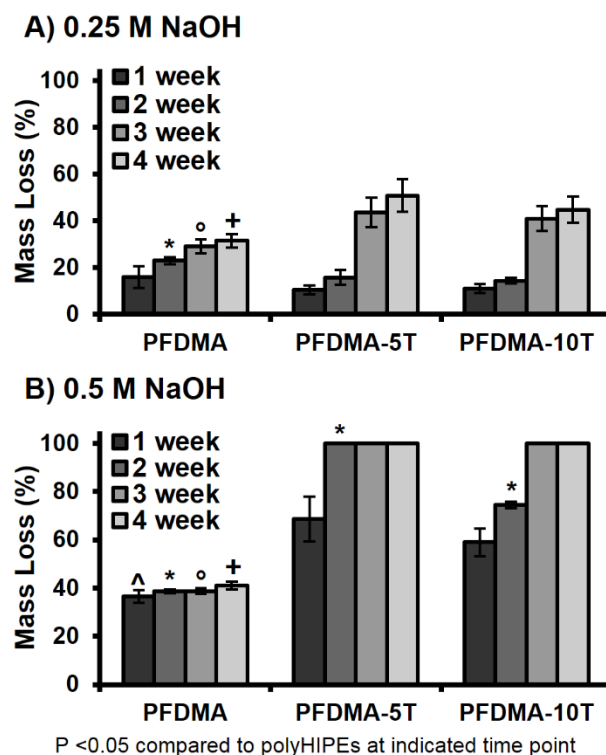 A) 0.25 M NaOH
Mass Loss (%)
100
80
60
40
20
0
1 week
2 week
3 week
4 week
* ° +
PFDMA PFDMA-5T PFDMA-10T
B) 0.5 M NaOH
Mass Loss (%)
100
80
60
40
20
0
1 week
2 week
3 week
4 week
^ * ° + * *
PFDMA PFDMA-5T PFDMA-10T
P <0.05 compared to polyHIPEs at indicated time point